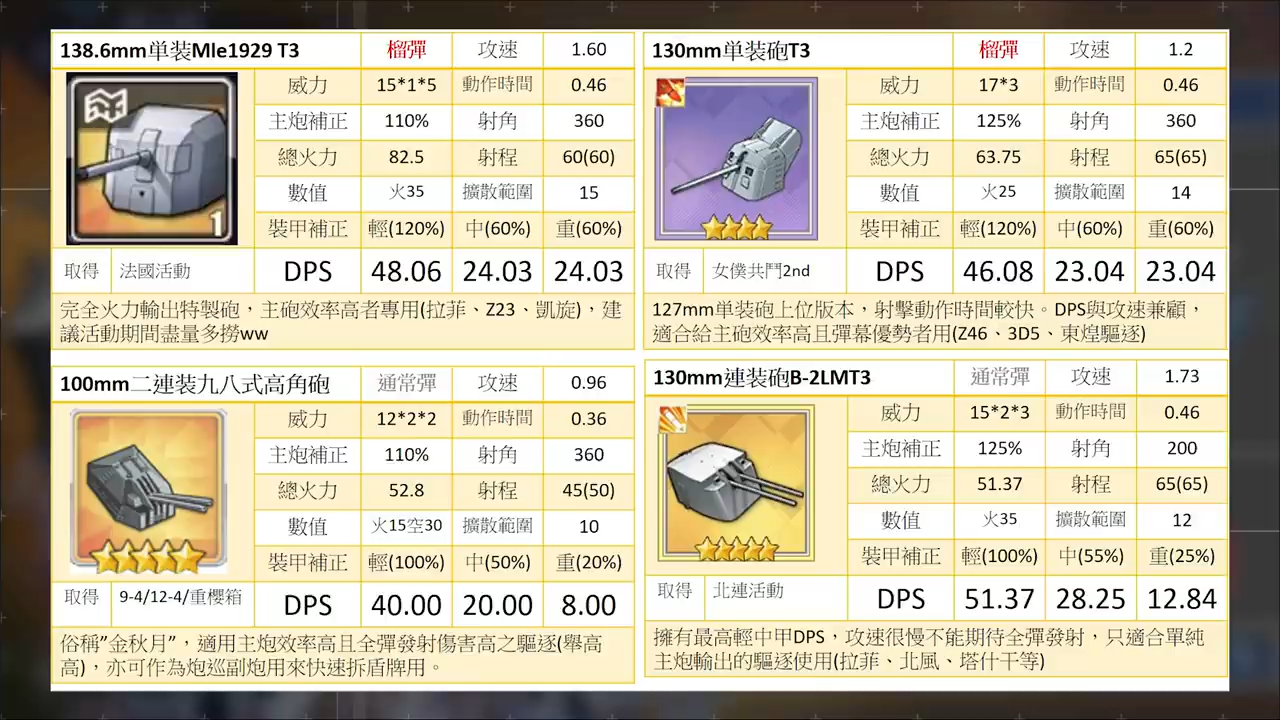 138.6mm単装Mle1929 T3 榴彈 攻速 1.60
威力 15*1*5 動作時間 0.46
主炮補正 110% 射角 360
總火力 82.5 射程 60(60)
數值 火35 擴散範圍 15
1
裝甲補正 輕(120%) 中(60%) 重(60%)
取得 法國活動 DPS 48.06 24.03 24.03
完全火力輸出特製砲，主砲效率高者專用(拉菲、Z23、凱旋)，建
議活動期間盡量多撈ww
130mm単装砲T3 榴彈 攻速 1.2
威力 17*3 動作時間 0.46
主炮補正 125% 射角 360
總火力 63.75 射程 65(65)
數值 火25 擴散範圍 14
裝甲補正 輕(120%) 中(60%) 重(60%)
取得 女僕共鬥2nd DPS 46.08 23.04 23.04
127mm単装砲上位版本，射擊動作時間較快。DPS與攻速兼顧，
適合給主砲效率高且彈幕優勢者用(Z46、3D5、東煌驅逐)
100mm二連装九八式高角砲 通常彈 攻速 0.96
威力 12*2*2 動作時間 0.36
主炮補正 110% 射角 360
總火力 52.8 射程 45(50)
數值 火15空30 擴散範圍 10
裝甲補正 輕(100%) 中(50%) 重(20%)
取得 9-4/12-4/重櫻箱 DPS 40.00 20.00 8.00
俗稱”金秋月”，適用主炮效率高且全彈發射傷害高之驅逐(舉高
高)，亦可作為炮巡副炮用來快速拆盾牌用。
130mm連装砲B-2LMT3 通常彈 攻速 1.73
威力 15*2*3 動作時間 0.46
主炮補正 125% 射角 200
總火力 51.37 射程 65(65)
數值 火35 擴散範圍 12
裝甲補正 輕(100%) 中(55%) 重(25%)
取得 北連活動 DPS 51.37 28.25 12.84
擁有最高輕中甲DPS，攻速很慢不能期待全彈發射，只適合單純
主炮輸出的驅逐使用(拉菲、北風、塔什干等)